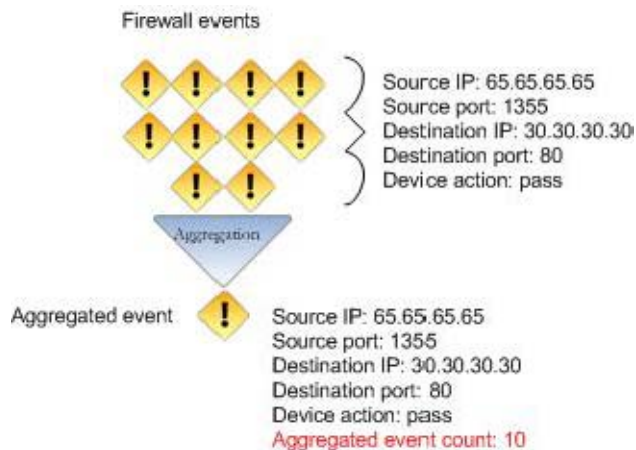 Firewall events
Source IP: 65.65.65.65
Source port: 1355
Destination IP: 30.30.30.30
Destination port: 80
Device action: pass
Aggregation
Aggregated event
Source IP: 65.65.65.65
Source port: 1355
Destination IP: 30.30.30.30
Destination port: 80
Device action: pass
Aggregated event count: 10